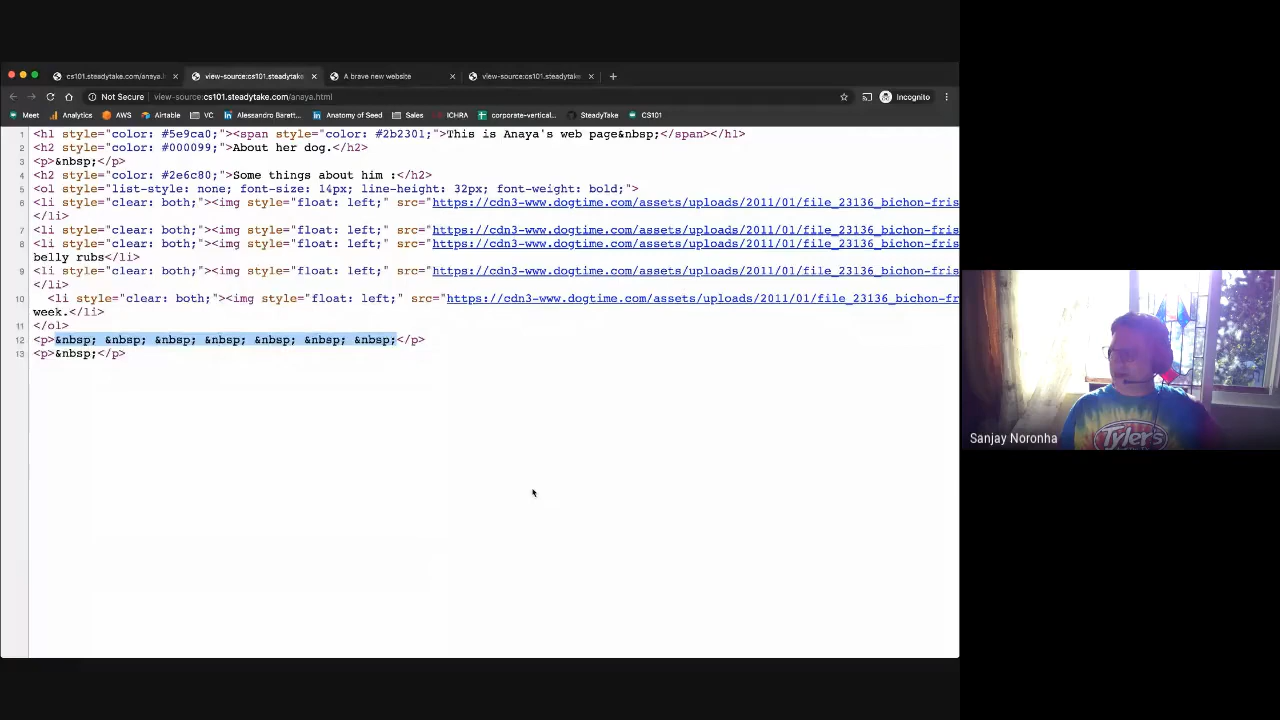 cs101.steadytake.com/anaya.h
view-source:cs101.steadytake
A brave new website
view-source:cs101.steadytake
Not Secure view-source:cs101.steadytake.com/anaya.html Incognito
Meet Analytics AWS Airtable VC Alessandro Barett... Anatomy of Seed Sales ICHRA corporate-vertical... SteadyTake CS101
1 <h1 style="color: #5e9ca0;"><span style="color: #2b2301;">This is Anaya's web page&nbsp;</span></h1>
2 <h2 style="color: #000099;">About her dog.</h2>
3 <p>&nbsp;</p>
4 <h2 style="color: #2e6c80;">Some things about him :</h2>
5 <ol style="list-style: none; font-size: 14px; line-height: 32px; font-weight: bold;">
6 <li style="clear: both;"><img style="float: left;" src="https://cdn3-www.dogtime.com/assets/uploads/2011/01/file_23136_bichon-fris
</li>
7 <li style="clear: both;"><img style="float: left;" src="https://cdn3-www.dogtime.com/assets/uploads/2011/01/file_23136_bichon-fris
8 <li style="clear: both;"><img style="float: left;" src="https://cdn3-www.dogtime.com/assets/uploads/2011/01/file_23136_bichon-fris
belly rubs</li>
9 <li style="clear: both;"><img style="float: left;" src="https://cdn3-www.dogtime.com/assets/uploads/2011/01/file_23136_bichon-fris
</li>
10 <li style="clear: both;"><img style="float: left;" src="https://cdn3-www.dogtime.com/assets/uploads/2011/01/file_23136_bichon-fr
week.</li>
11 </ol>
12 <p>&nbsp; &nbsp; &nbsp; &nbsp; &nbsp; &nbsp; &nbsp;</p>
13 <p>&nbsp;</p>
Tyler's
Sanjay Noronha